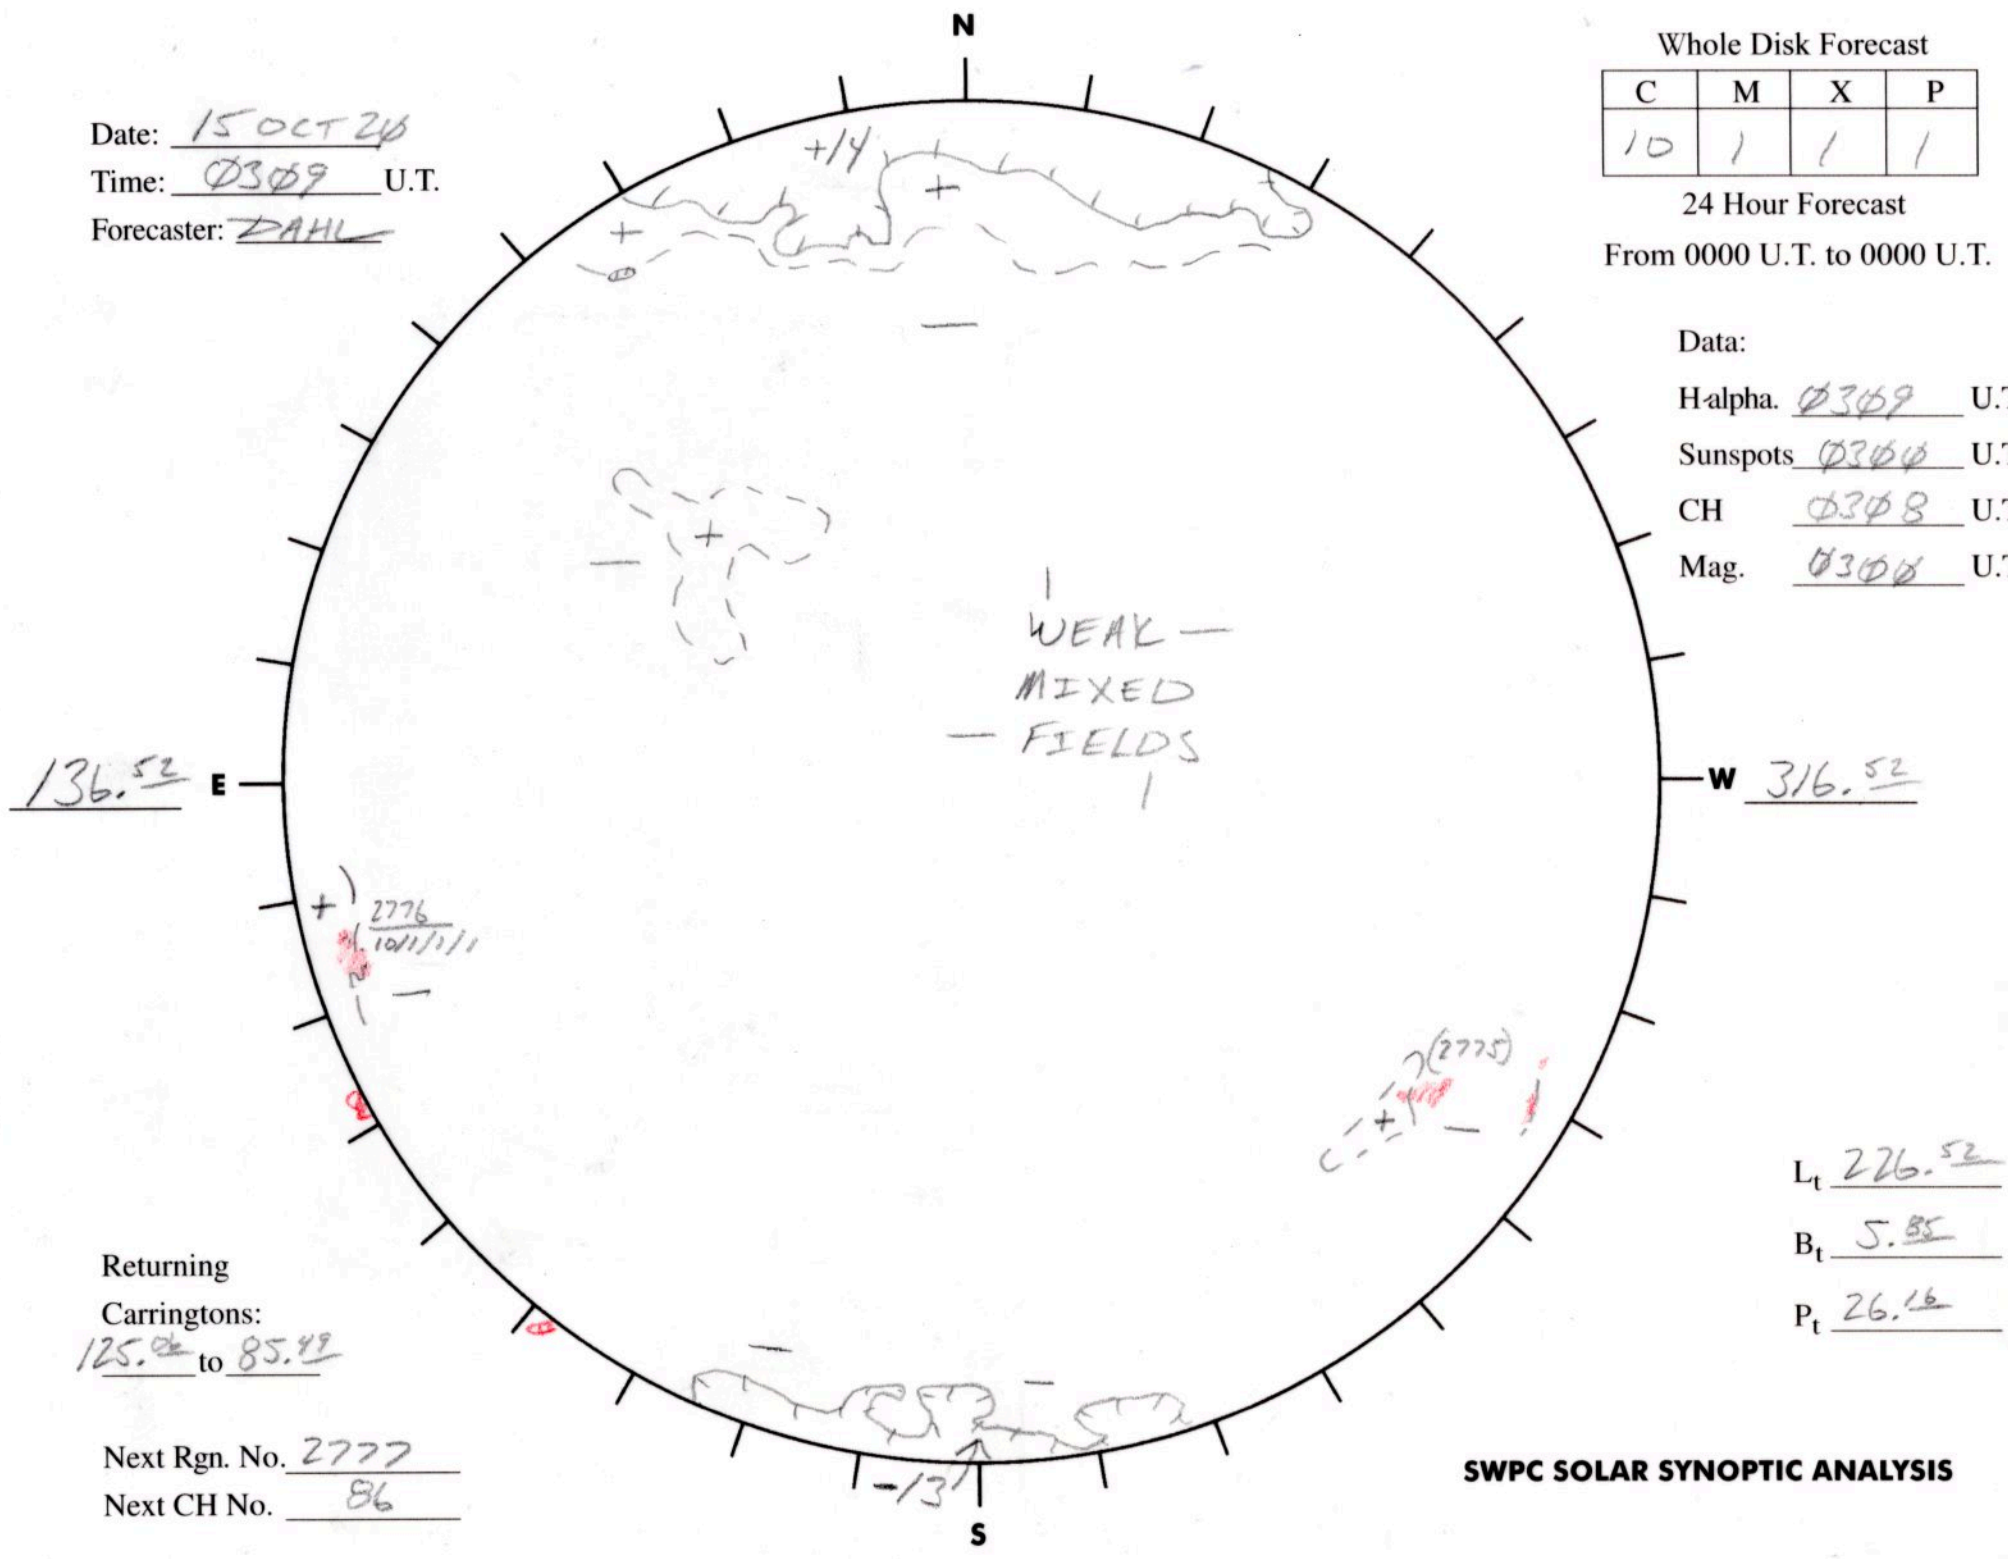 N
Whole Disk Forecast
C M X P
10 1 1 1
24 Hour Forecast
From 0000 U.T. to 0000 U.T.
Date: 15 OCT 20
Time: 0309 U.T.
Forecaster: DAHL
+14
+
+
—
Data:
H-alpha. 0309 U.T
Sunspots 0300 U.T
CH 0308 U.T
Mag. 0300 U.T
+
—
WEAK —
MIXED
— FIELDS
136.52 E
W 316.52
+
2776
10/1/1/1
—
(2775)
+
—
Lt 226.52
Bt 5.85
Pt 26.16
Returning
Carringtons:
125.06 to 85.49
—
—
Next Rgn. No. 2777
Next CH No. 86
-13
S
SWPC SOLAR SYNOPTIC ANALYSIS